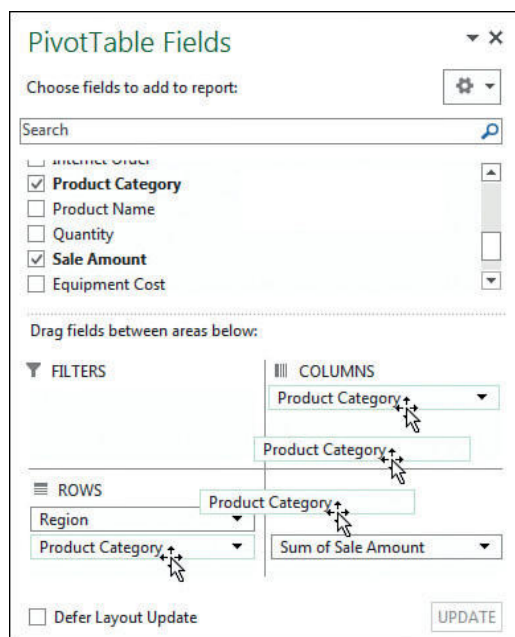 PivotTable Fields
Choose fields to add to report:
Search
Internet Order
Product Category
Product Name
Quantity
Sale Amount
Equipment Cost
Drag fields between areas below:
FILTERS
COLUMNS
Product Category
Product Category
ROWS
Product Category
Region
Product Category
Sum of Sale Amount
Defer Layout Update
UPDATE